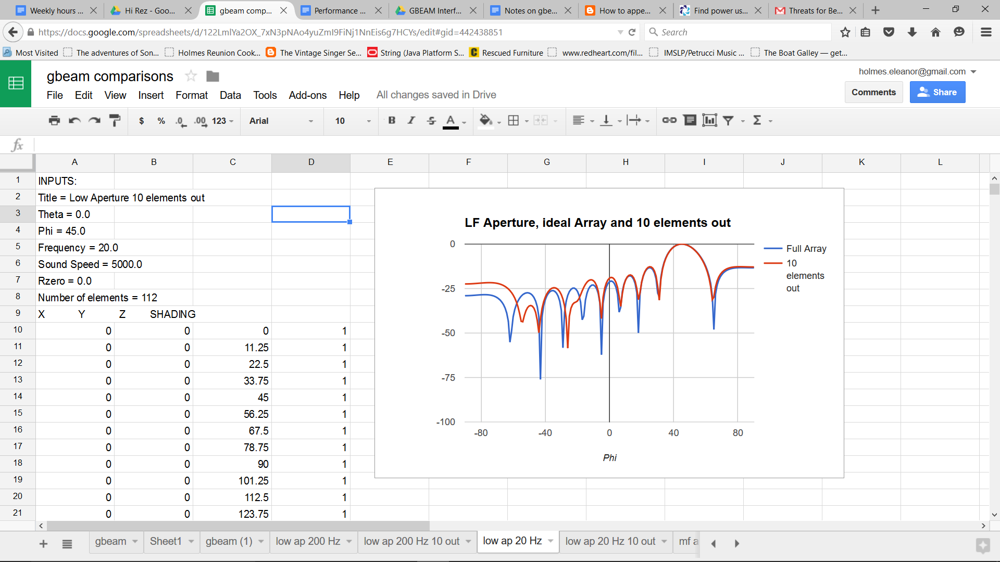 Weekly hours ...
Hi Rez - Goo...
gbeam comp...
Performance ...
GBEAM Interf...
Notes on gbe...
How to appe...
Find power us...
Threats for Be...
https://docs.google.com/spreadsheets/d/122LmlYa2OX_7xN3pNAo4yuZmI9FiNj1NnEis6g7HCYs/edit#gid=442438851
Search
Most Visited
The adventures of Son...
Holmes Reunion Cook...
The Vintage Singer Se...
String (Java Platform S...
Rescued Furniture
www.redheart.com/fil...
IMSLP/Petrucci Music ...
The Boat Galley — get...
gbeam comparisons
holmes.eleanor@gmail.com
File Edit View Insert Format Data Tools Add-ons Help All changes saved in Drive
Comments
Share
$ % .0 .00 123 Arial 10 B I S A Σ
fx
A B C D E F G H I J K L
1 INPUTS:
2 Title = Low Aperture 10 elements out
3 Theta = 0.0
4 Phi = 45.0
5 Frequency = 20.0
6 Sound Speed = 5000.0
7 Rzero = 0.0
8 Number of elements = 112
9 X Y Z SHADING
10 0 0 0 1
11 0 0 11.25 1
12 0 0 22.5 1
13 0 0 33.75 1
14 0 0 45 1
15 0 0 56.25 1
16 0 0 67.5 1
17 0 0 78.75 1
18 0 0 90 1
19 0 0 101.25 1
20 0 0 112.5 1
21 0 0 123.75 1
LF Aperture, ideal Array and 10 elements out
0
-25
-50
-75
-100
-80 -40 0 40 80
Phi
Full Array
10
elements
out
gbeam
Sheet1
gbeam (1)
low ap 200 Hz
low ap 200 Hz 10 out
low ap 20 Hz
low ap 20 Hz 10 out
mf a